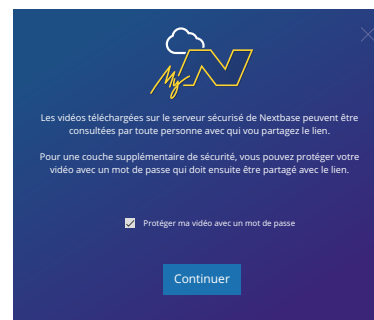 My N
Les vidéos téléchargées sur le serveur sécurisé de Nextbase peuvent être
consultées par toute personne avec qui vou partagez le lien.
Pour une couche supplémentaire de sécurité, vous pouvez protéger votre
vidéo avec un mot de passe qui doit ensuite être partagé avec le lien.
Protéger ma vidéo avec un mot de passe
Continuer